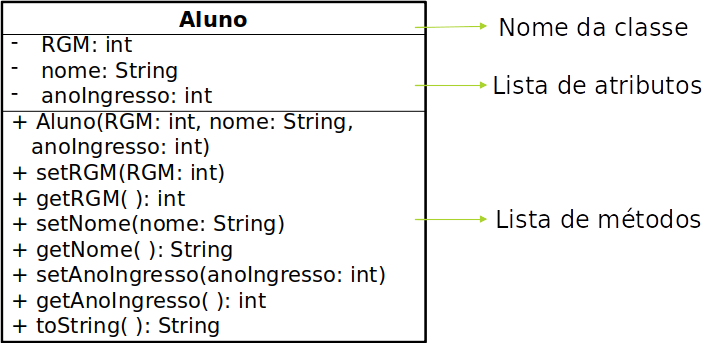 Aluno
- RGM: int
- nome: String
- anoIngresso: int
+ Aluno(RGM: int, nome: String,
anoIngresso: int)
+ setRGM(RGM: int)
+ getRGM( ): int
+ setNome(nome: String)
+ getNome( ): String
+ setAnoIngresso(anoIngresso: int)
+ getAnoIngresso( ): int
+ toString( ): String
Nome da classe
Lista de atributos
Lista de métodos